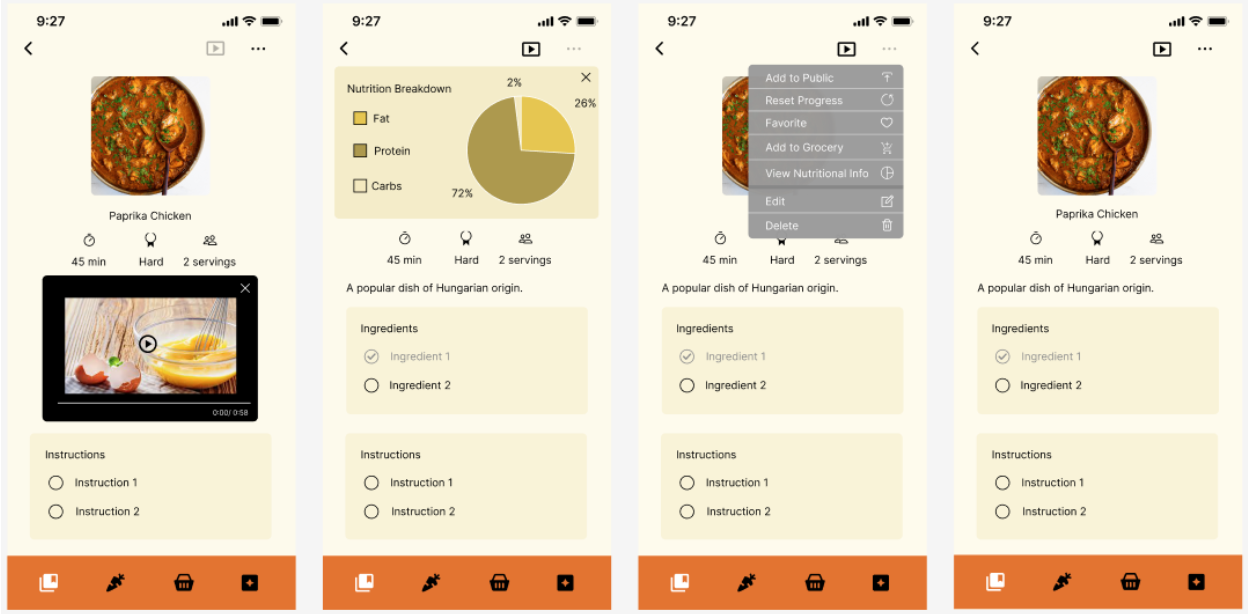 9:27
Paprika Chicken
45 min Hard 2 servings
0:00/ 0:58
Instructions
Instruction 1
Instruction 2
9:27
Nutrition Breakdown
2%
26%
Fat
Protein
Carbs
72%
45 min Hard 2 servings
A popular dish of Hungarian origin.
Ingredients
Ingredient 1
Ingredient 2
Instructions
Instruction 1
Instruction 2
9:27
Add to Public
Reset Progress
Favorite
Add to Grocery
View Nutritional Info
Edit
Delete
45 min Hard 2 servings
A popular dish of Hungarian origin.
Ingredients
Ingredient 1
Ingredient 2
Instructions
Instruction 1
Instruction 2
9:27
Paprika Chicken
45 min Hard 2 servings
A popular dish of Hungarian origin.
Ingredients
Ingredient 1
Ingredient 2
Instructions
Instruction 1
Instruction 2